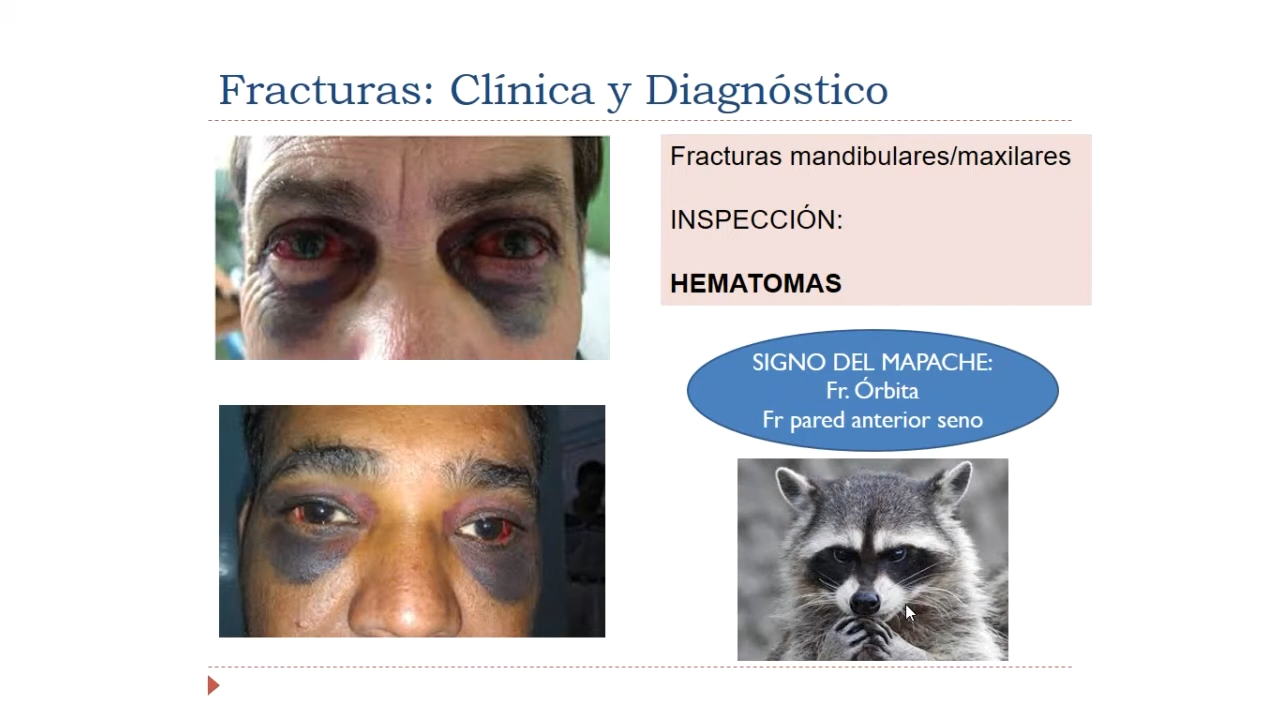 Fracturas: Clínica y Diagnóstico
Fracturas mandibulares/maxilares
INSPECCIÓN:
HEMATOMAS
SIGNO DEL MAPACHE:
Fr. Órbita
Fr pared anterior seno